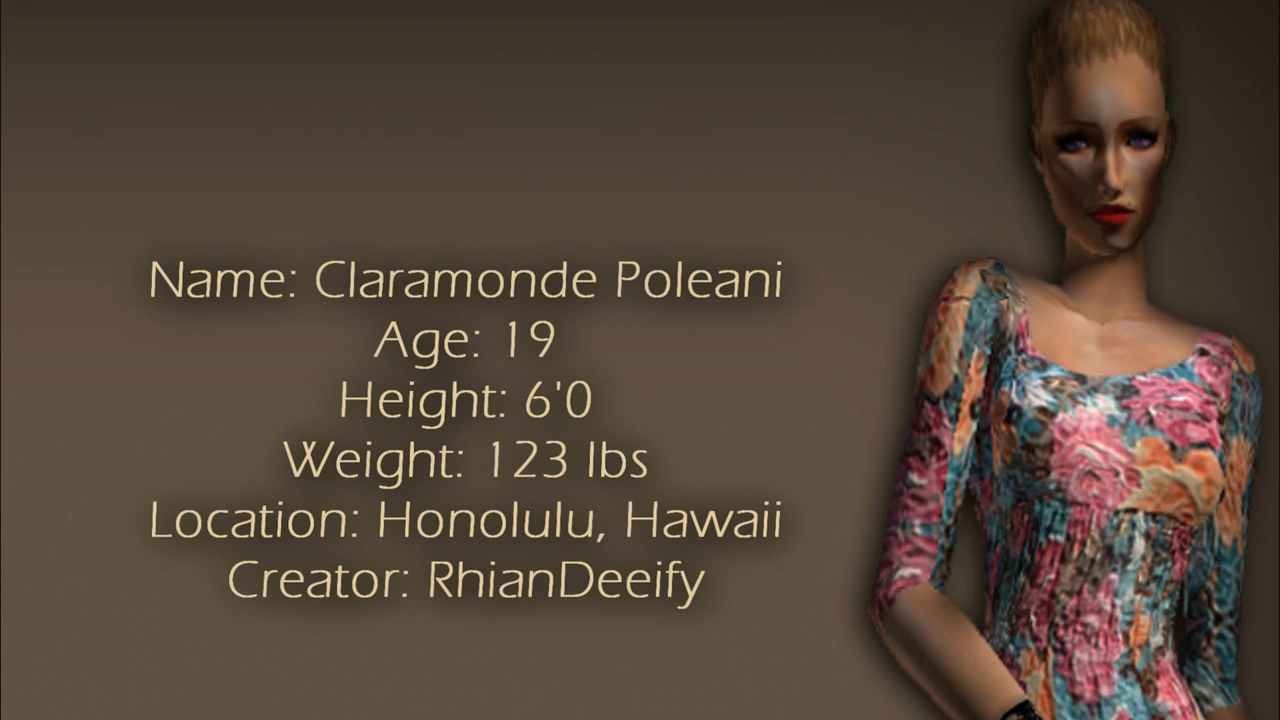 Name: Claramonde Poleani
Age: 19
Height: 6'0
Weight: 123 lbs
Location: Honolulu, Hawaii
Creator: RhianDeeify